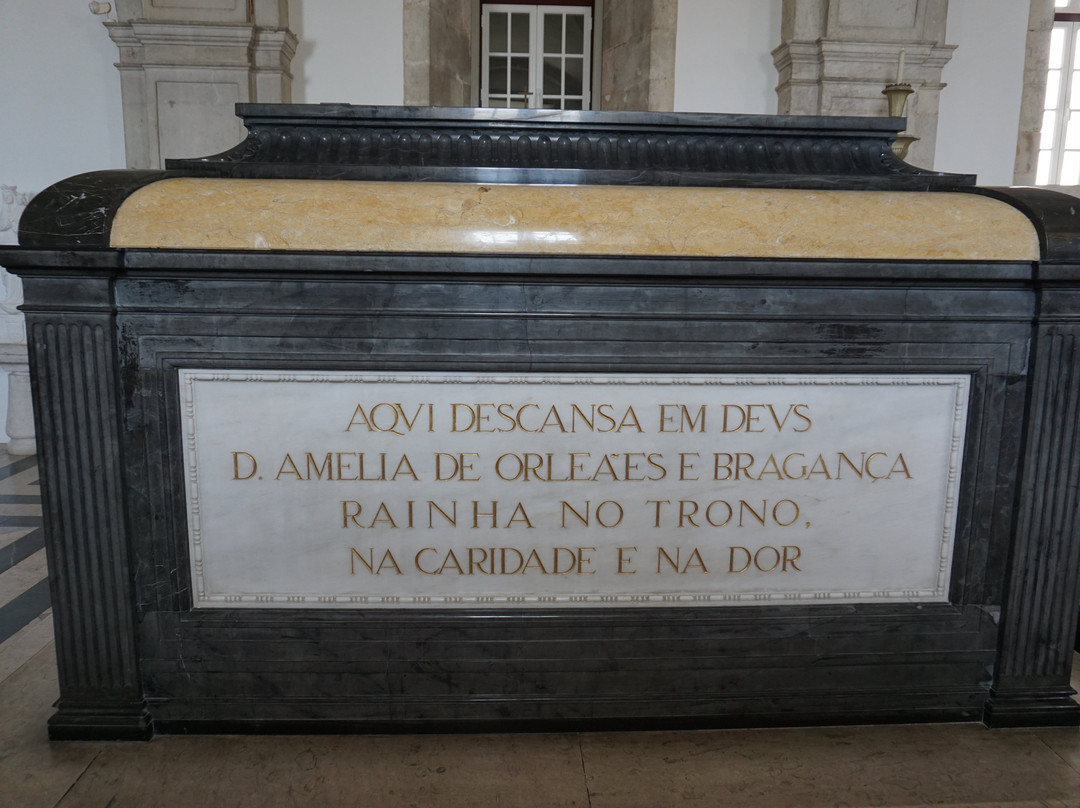 AQVI DESCANSA EM DEVS
D. AMELIA DE ORLEÃES E BRAGANÇA
RAINHA NO TRONO,
NA CARIDADE E NA DOR